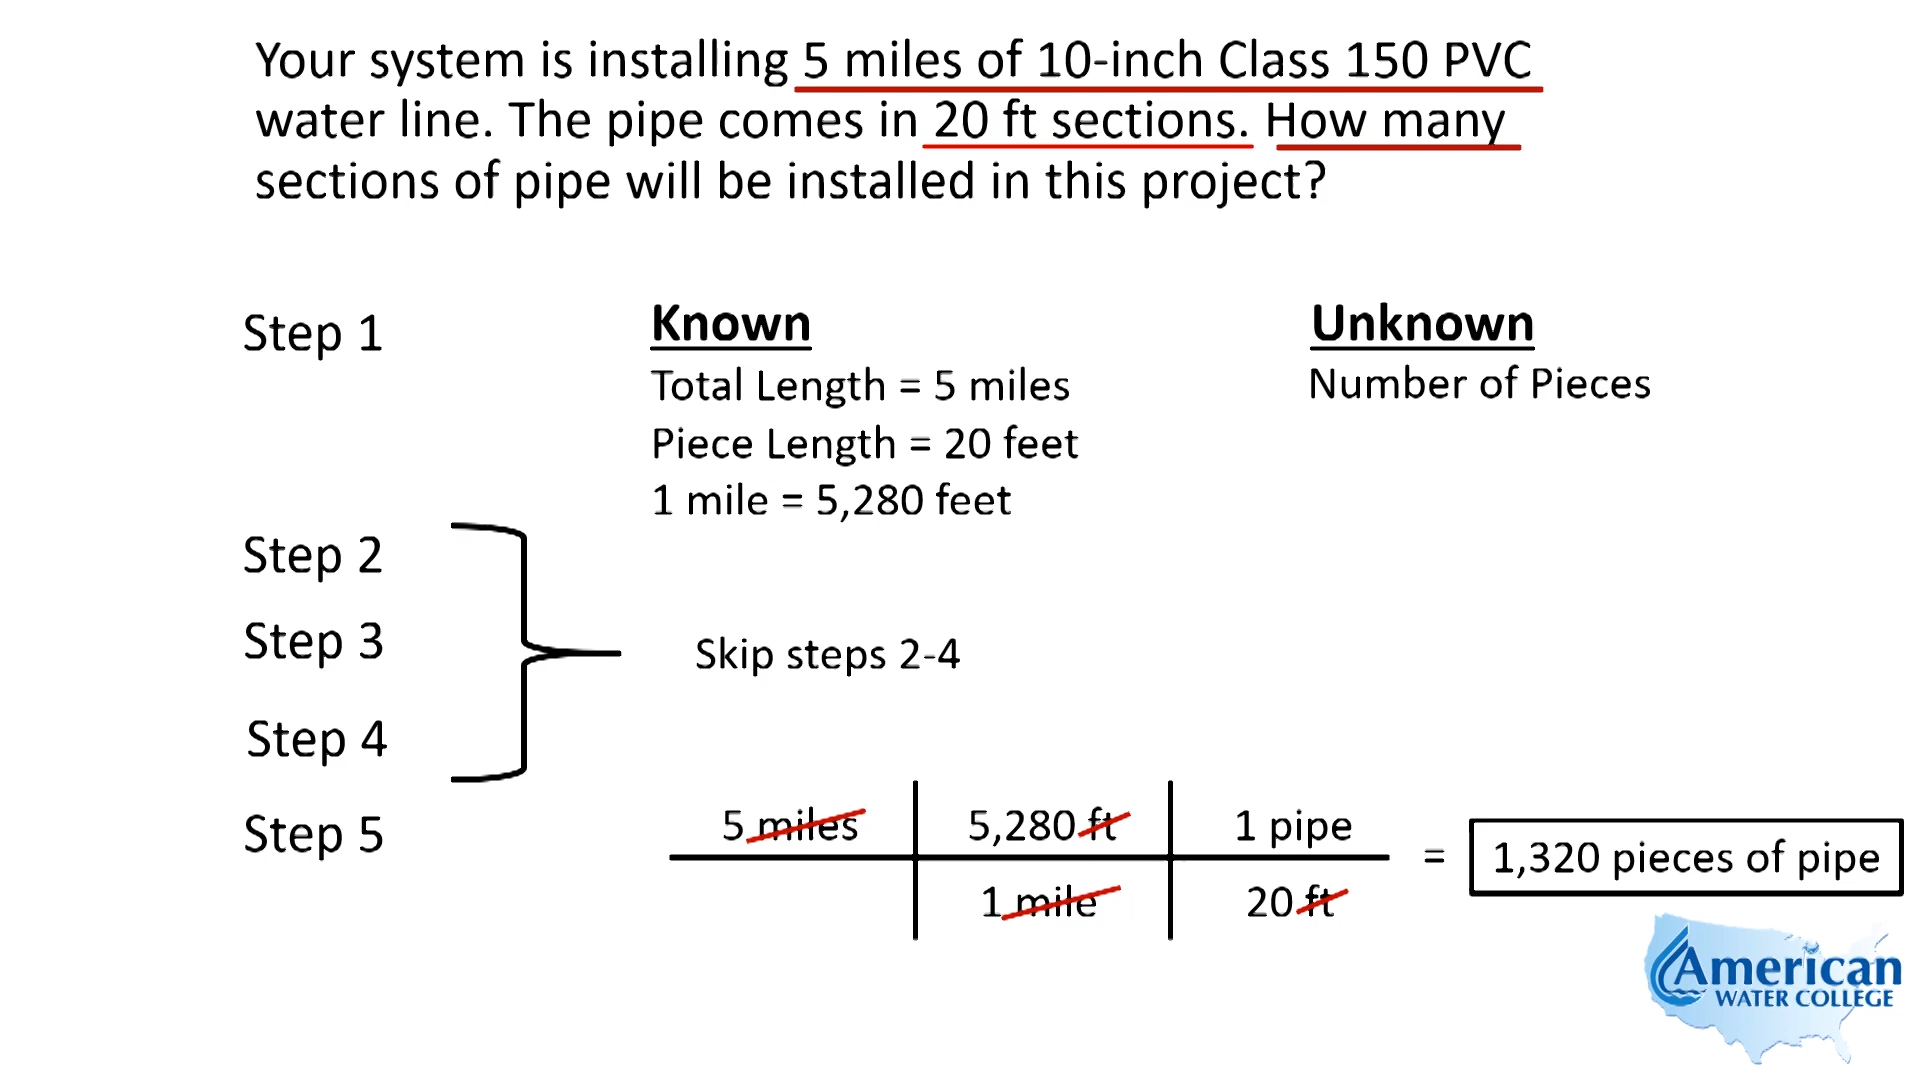 Your system is installing 5 miles of 10-inch Class 150 PVC
water line. The pipe comes in 20 ft sections. How many
sections of pipe will be installed in this project?
Step 1
Known
Unknown
Total Length = 5 miles
Number of Pieces
Piece Length = 20 feet
1 mile = 5,280 feet
Step 2
Step 3
Skip steps 2-4
Step 4
Step 5
5 miles
5,280 ft
1 pipe
= 1,320 pieces of pipe
1 mile
20 ft
American
WATER COLLEGE